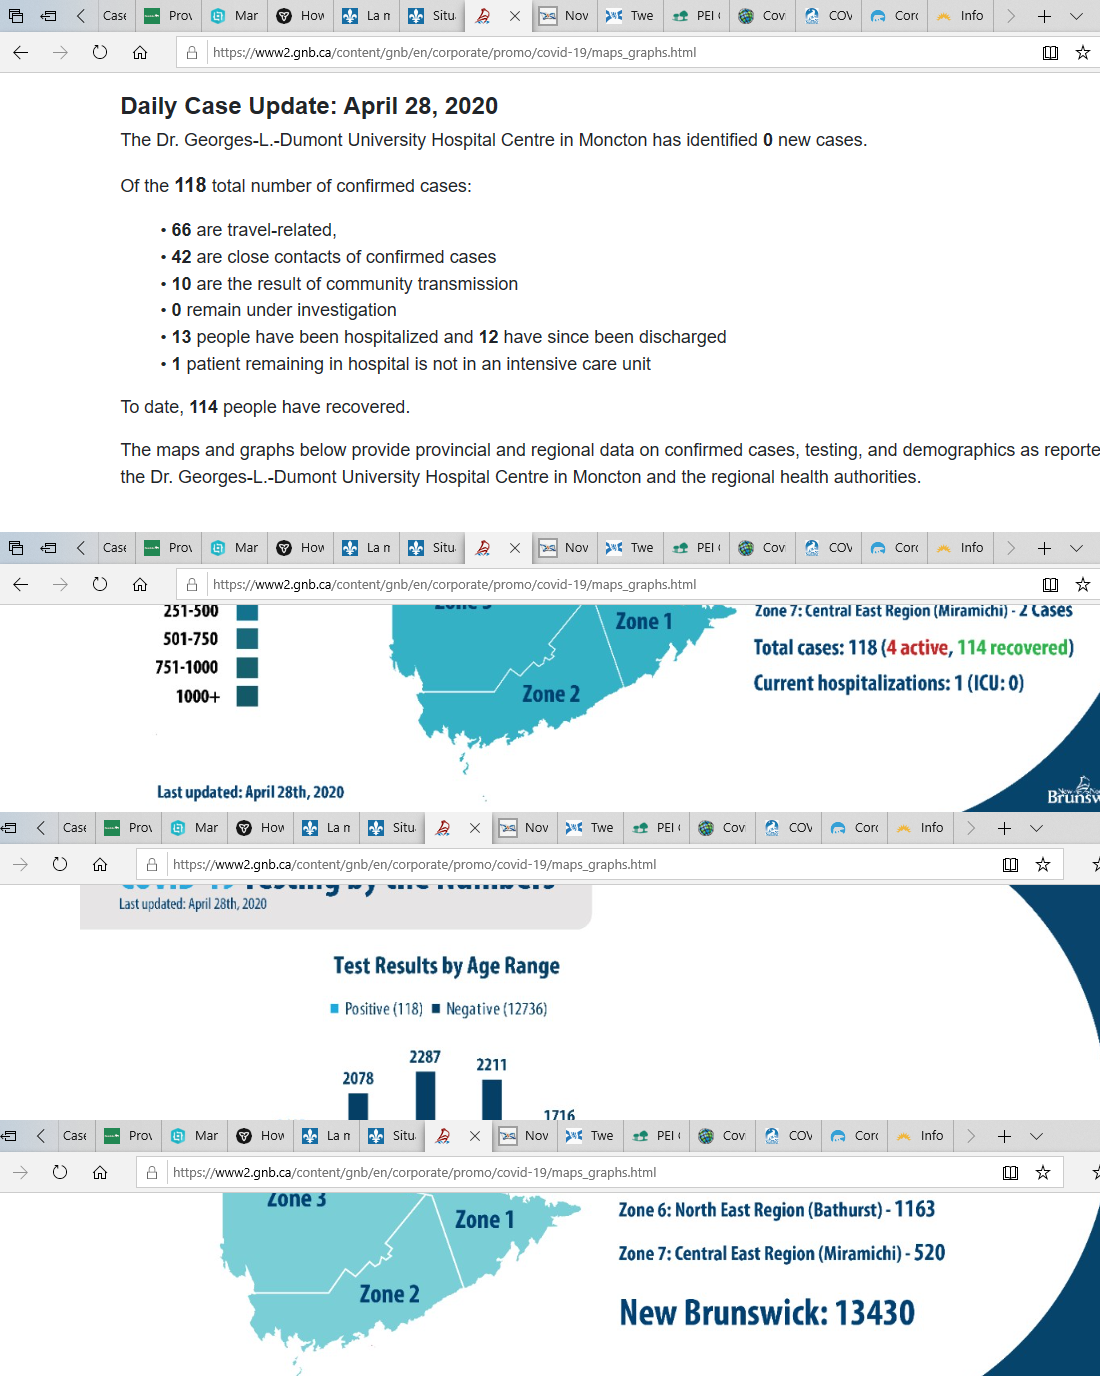 Case Prov Mar How La n Situ Nov Twe PEI Cov COV Corc Info
https://www2.gnb.ca/content/gnb/en/corporate/promo/covid-19/maps_graphs.html
Daily Case Update: April 28, 2020
The Dr. Georges-L.-Dumont University Hospital Centre in Moncton has identified 0 new cases.
Of the 118 total number of confirmed cases:
• 66 are travel-related,
• 42 are close contacts of confirmed cases
• 10 are the result of community transmission
• 0 remain under investigation
• 13 people have been hospitalized and 12 have since been discharged
• 1 patient remaining in hospital is not in an intensive care unit
To date, 114 people have recovered.
The maps and graphs below provide provincial and regional data on confirmed cases, testing, and demographics as reporte
the Dr. Georges-L.-Dumont University Hospital Centre in Moncton and the regional health authorities.
Case Prov Mar How La n Situ Nov Twe PEI Cov COV Corc Info
https://www2.gnb.ca/content/gnb/en/corporate/promo/covid-19/maps_graphs.html
251-500
501-750
751-1000
1000+
Zone 3
Zone 1
Zone 2
Zone 7: Central East Region (Miramichi) - 2 Cases
Total cases: 118 (4 active, 114 recovered)
Current hospitalizations: 1 (ICU: 0)
Last updated: April 28th, 2020
Brunsw
Case Prov Mar How La n Situ Nov Twe PEI Cov COV Corc Info
https://www2.gnb.ca/content/gnb/en/corporate/promo/covid-19/maps_graphs.html
Covid-19 Testing by the Numbers
Last updated: April 28th, 2020
Test Results by Age Range
Positive (118) Negative (12736)
2078
2287
2211
1716
Case Prov Mar How La n Situ Nov Twe PEI Cov COV Corc Info
https://www2.gnb.ca/content/gnb/en/corporate/promo/covid-19/maps_graphs.html
Zone 3
Zone 1
Zone 2
Zone 6: North East Region (Bathurst) - 1163
Zone 7: Central East Region (Miramichi) - 520
New Brunswick: 13430